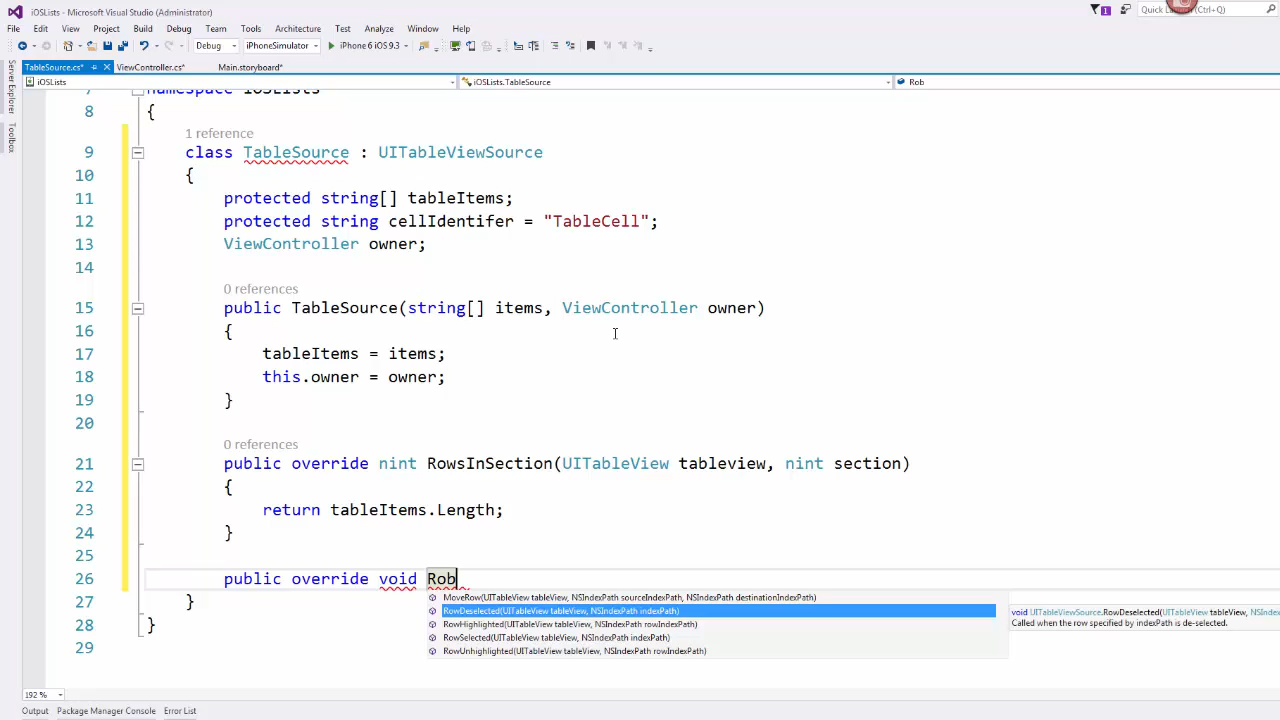 iOSLists - Microsoft Visual Studio (Administrator)
1
File Edit View Project Build Debug Team Tools Architecture Test Analyze Window Help
Debug iPhoneSimulator iPhone 6 iOS 9.3
TableSource.cs* ViewController.cs* Main.storyboard*
iOSLists iOSLists.TableSource Rob
Server Explorer
Toolbox
8 {
1 reference
9 class TableSource : UITableViewSource
10 {
11 protected string[] tableItems;
12 protected string cellIdentifer = "TableCell";
13 ViewController owner;
14
0 references
15 public TableSource(string[] items, ViewController owner)
16 {
17 tableItems = items;
18 this.owner = owner;
19 }
20
0 references
21 public override nint RowsInSection(UITableView tableview, nint section)
22 {
23 return tableItems.Length;
24 }
25
26 public override void Rob
MoveRow(UITableView tableView, NSIndexPath sourceIndexPath, NSIndexPath destinationIndexPath)
RowDeselected(UITableView tableView, NSIndexPath indexPath)
RowHighlighted(UITableView tableView, NSIndexPath rowIndexPath)
RowSelected(UITableView tableView, NSIndexPath indexPath)
RowUnhighlighted(UITableView tableView, NSIndexPath rowIndexPath)
void UITableViewSource.RowDeselected(UITableView tableView, NSIndex
Called when the row specified by indexPath is de-selected.
27 }
28 }
29
192 %
Output Package Manager Console Error List